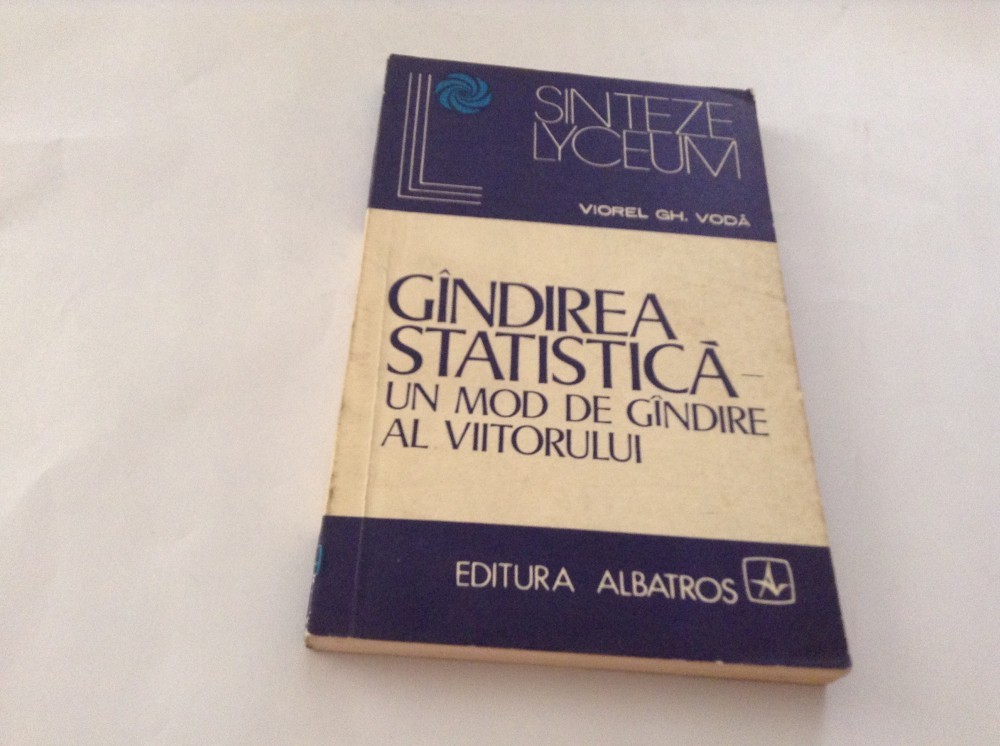 SINTEZE
LYCEUM
VIOREL GH. VODĂ
GÎNDIREA
STATISTICĂ –
UN MOD DE GÎNDIRE
AL VIITORULUI
EDITURA ALBATROS